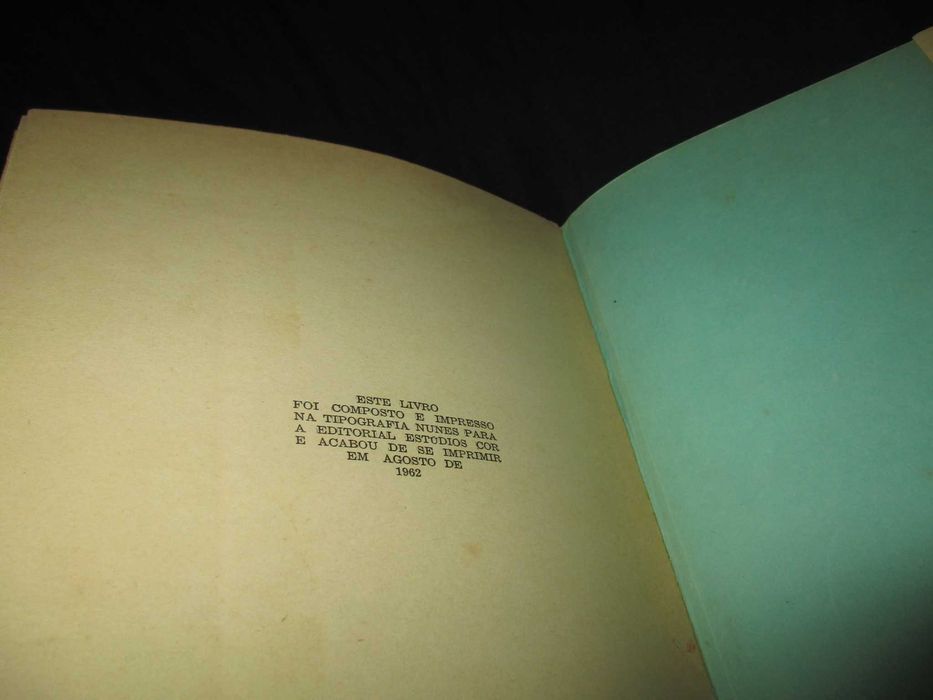 ESTE LIVRO
FOI COMPOSTO E IMPRESSO
NA TIPOGRAFIA NUNES PARA
A EDITORIAL ESTÚDIOS COR
E ACABOU DE SE IMPRIMIR
EM AGOSTO DE
1962